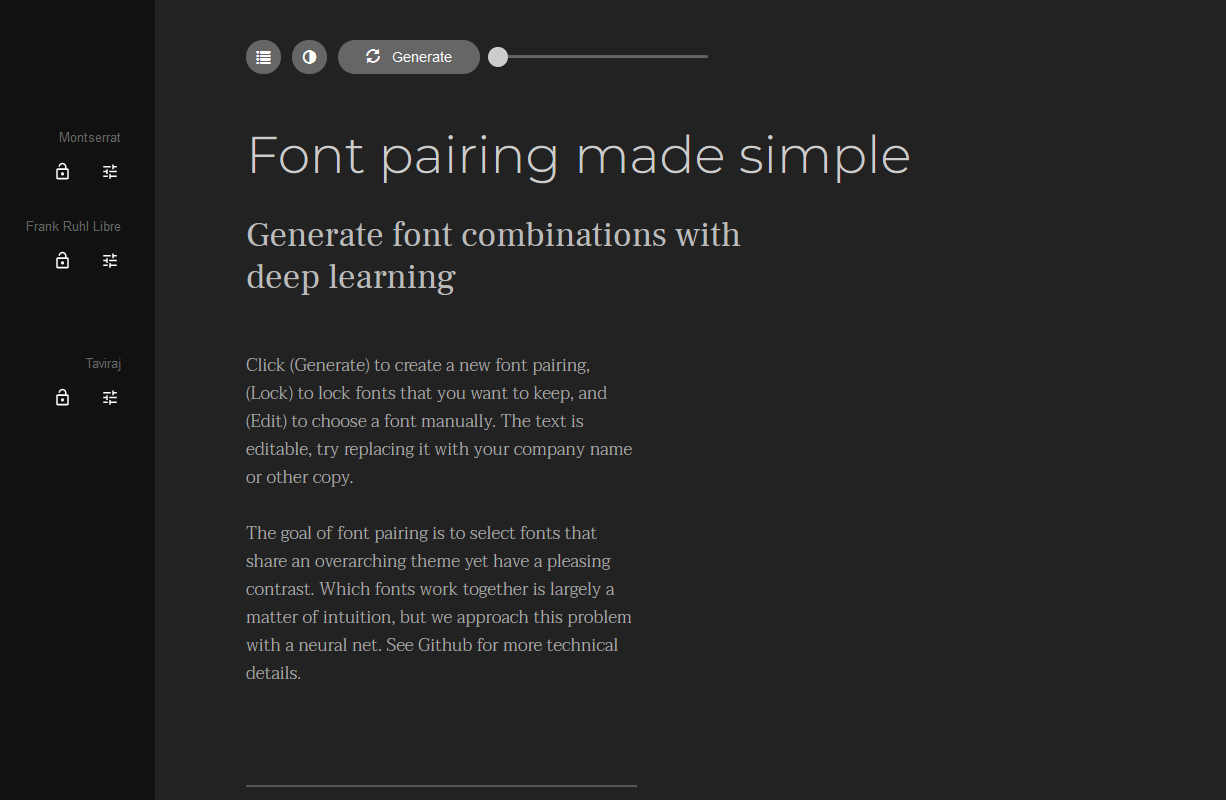 Generate
Montserrat
Font pairing made simple
Frank Ruhl Libre
Generate font combinations with
deep learning
Taviraj
Click (Generate) to create a new font pairing,
(Lock) to lock fonts that you want to keep, and
(Edit) to choose a font manually. The text is
editable, try replacing it with your company name
or other copy.
The goal of font pairing is to select fonts that
share an overarching theme yet have a pleasing
contrast. Which fonts work together is largely a
matter of intuition, but we approach this problem
with a neural net. See Github for more technical
details.